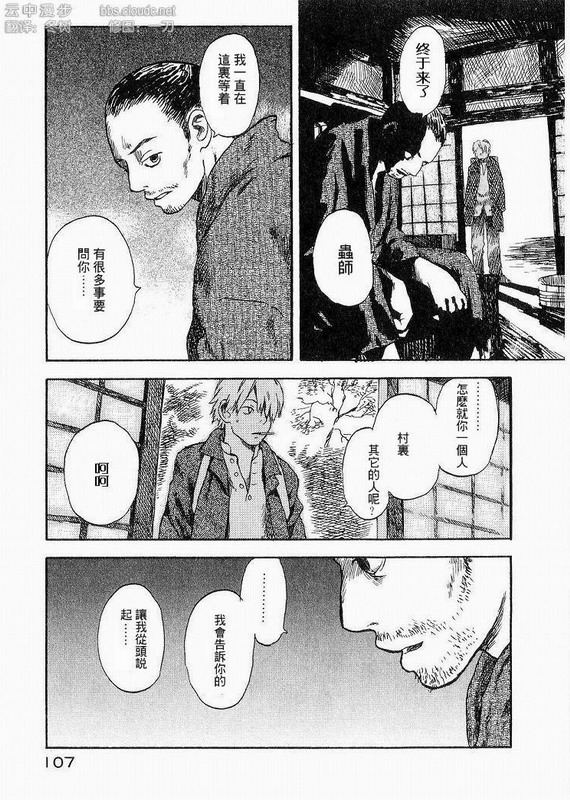 云中漫步 bbs.cloudc.net
翻译：冬树 修图：一刀
终于来了
蟲師
我一直在
這裏等着
有很多事要
問你……
………
怎麼就你一個人
村裏
其它的人呢？
呵呵
………
我會告訴你的
讓我從頭説
起……
107